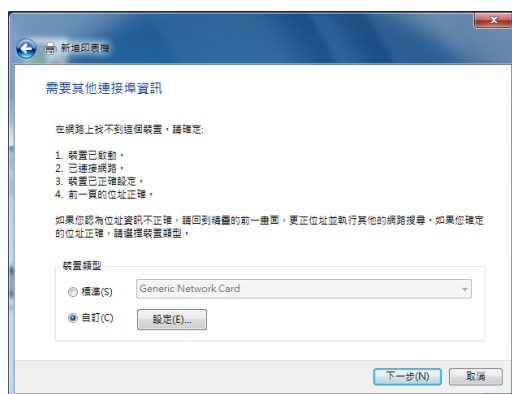 新增印表機
需要其他連接埠資訊
在網路上找不到這個裝置，請確定:
1. 裝置已啟動。
2. 已連接網路。
3. 裝置已正確設定。
4. 前一頁的位址正確。
如果您認為位址資訊不正確，請回到精靈的前一畫面，更正位址並執行其他的網路搜尋。如果您確定
的位址正確，請選擇裝置類型。
裝置類型
標準(S)
Generic Network Card
自訂(C)
設定(E)...
下一步(N)
取消